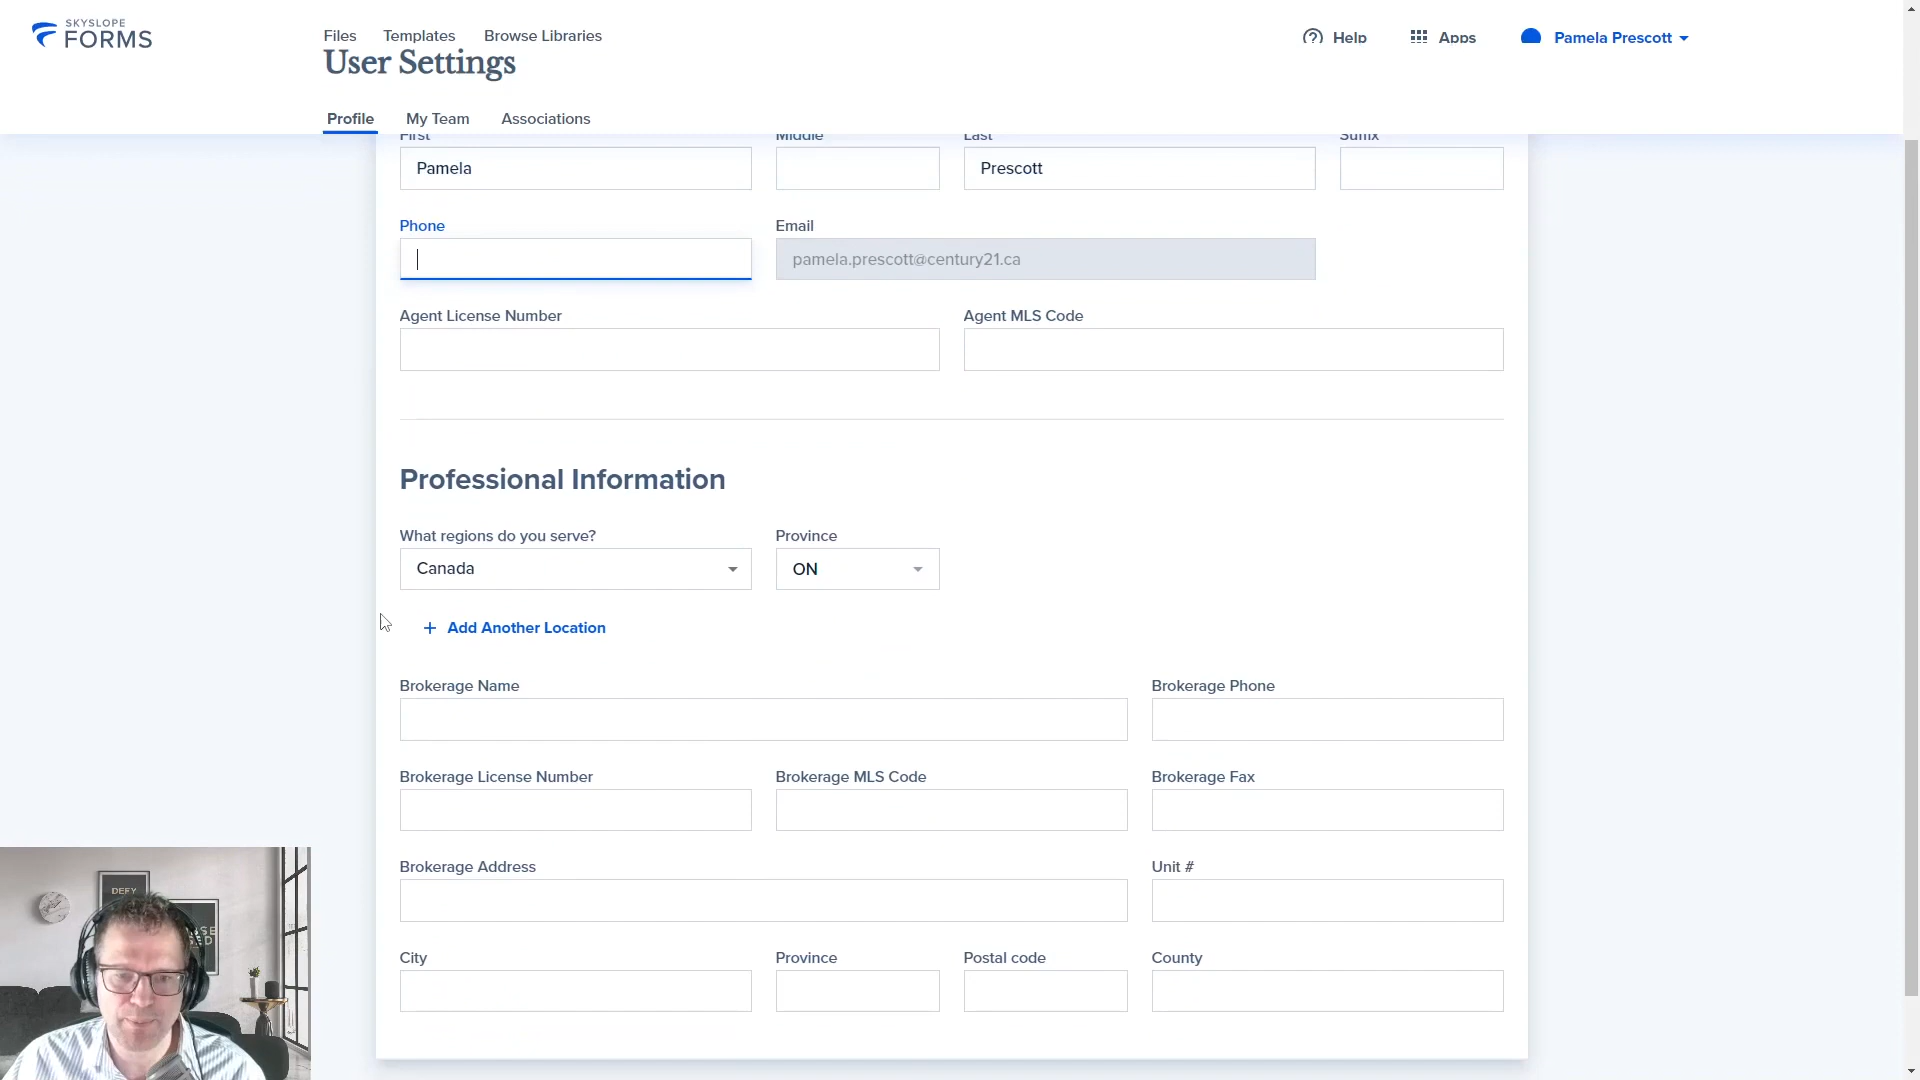 SKYSLOPE
FORMS
Files Templates Browse Libraries
Help Apps Pamela Prescott
User Settings
Profile My Team Associations
First Middle Last Suffix
Pamela Prescott
Phone Email
pamela.prescott@century21.ca
Agent License Number Agent MLS Code
Professional Information
What regions do you serve? Province
Canada ON
+ Add Another Location
Brokerage Name Brokerage Phone
Brokerage License Number Brokerage MLS Code Brokerage Fax
Brokerage Address Unit #
DEFY
City Province Postal code County